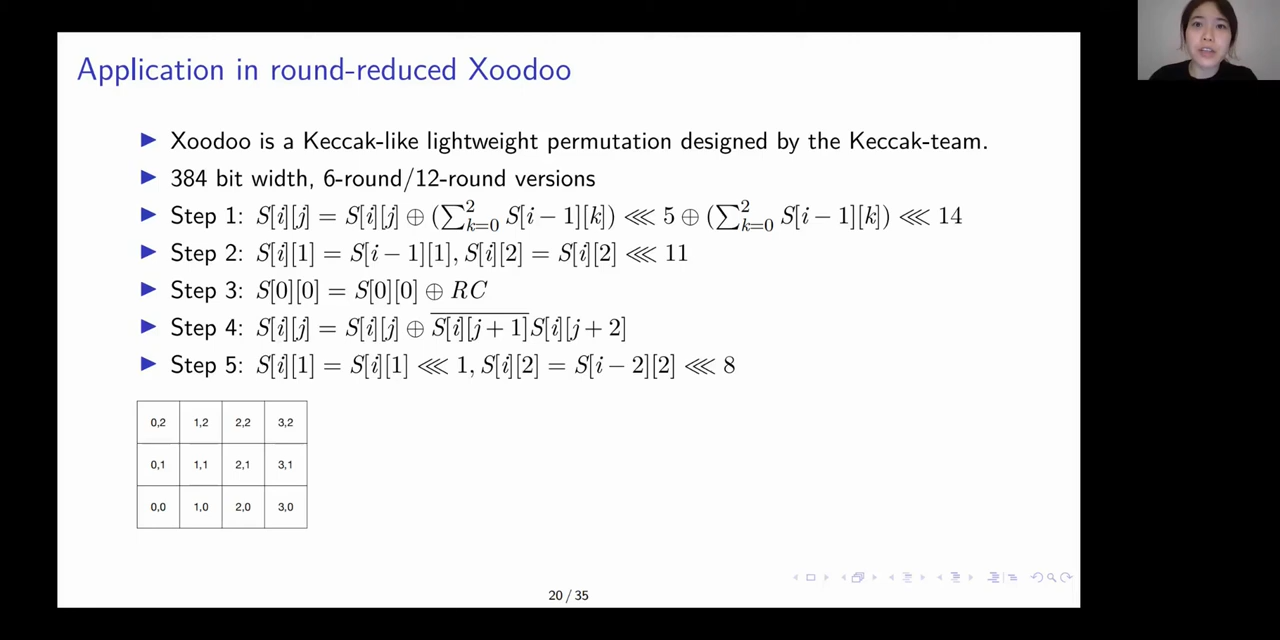 Application in round-reduced Xoodoo
▶ Xoodoo is a Keccak-like lightweight permutation designed by the Keccak-team.
▶ 384 bit width, 6-round/12-round versions
▶ Step 1: S[i][j] = S[i][j] ⊕ (∑_{k=0}^{2} S[i − 1][k]) ⋘ 5 ⊕ (∑_{k=0}^{2} S[i − 1][k]) ⋘ 14
▶ Step 2: S[i][1] = S[i − 1][1], S[i][2] = S[i][2] ⋘ 11
▶ Step 3: S[0][0] = S[0][0] ⊕ RC
▶ Step 4: S[i][j] = S[i][j] ⊕ \overline{S[i][j + 1]}S[i][j + 2]
▶ Step 5: S[i][1] = S[i][1] ⋘ 1, S[i][2] = S[i − 2][2] ⋘ 8
0,2 1,2 2,2 3,2
0,1 1,1 2,1 3,1
0,0 1,0 2,0 3,0
20 / 35